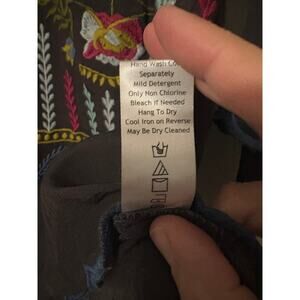 Hand Wash Cold
Separately
Mild Detergent
Only Non Chlorine
Bleach if Needed
Hang To Dry
Cool Iron on Reverse
May Be Dry Cleaned